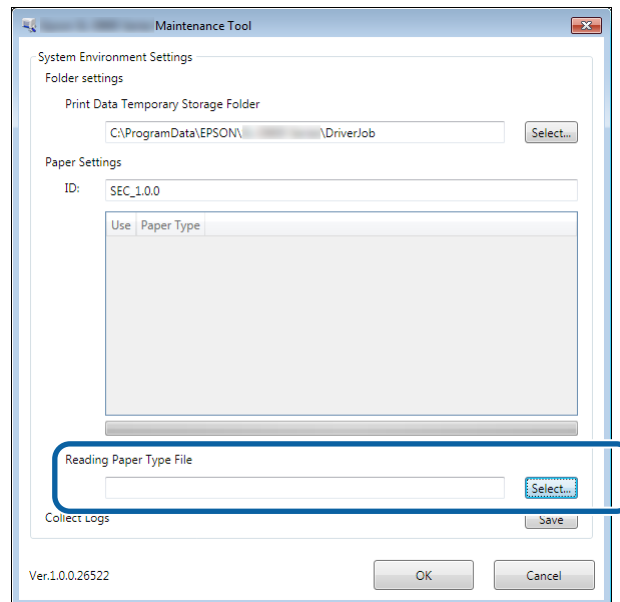 Maintenance Tool
System Environment Settings
Folder settings
Print Data Temporary Storage Folder
C:\ProgramData\EPSON\ \DriverJob
Select...
Paper Settings
ID:
SEC_1.0.0
Use Paper Type
Reading Paper Type File
Select...
Collect Logs
Save
Ver.1.0.0.26522
OK
Cancel